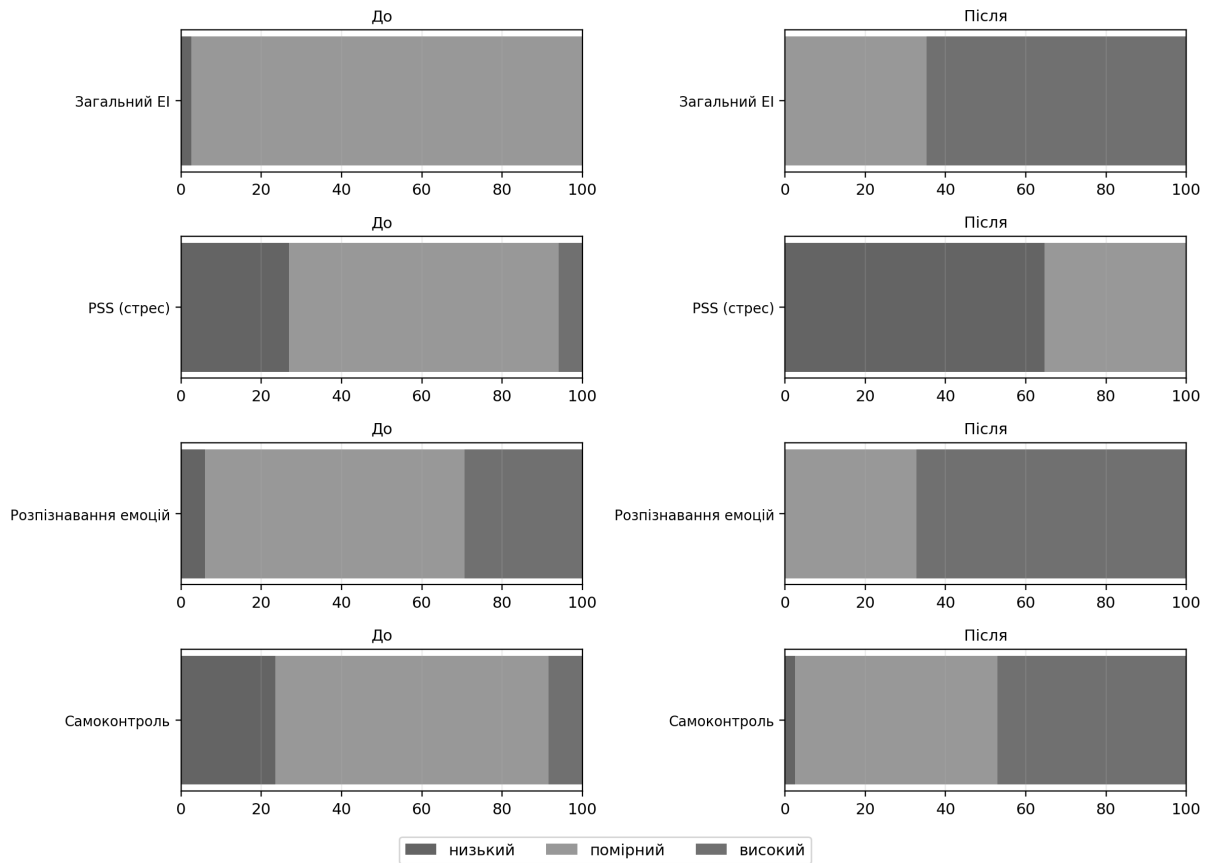 До Після
Загальний ЕІ Загальний ЕІ
0 20 40 60 80 100 0 20 40 60 80 100
До Після
PSS (стрес) PSS (стрес)
0 20 40 60 80 100 0 20 40 60 80 100
До Після
Розпізнавання емоцій Розпізнавання емоцій
0 20 40 60 80 100 0 20 40 60 80 100
До Після
Самоконтроль Самоконтроль
0 20 40 60 80 100 0 20 40 60 80 100
низький помірний високий